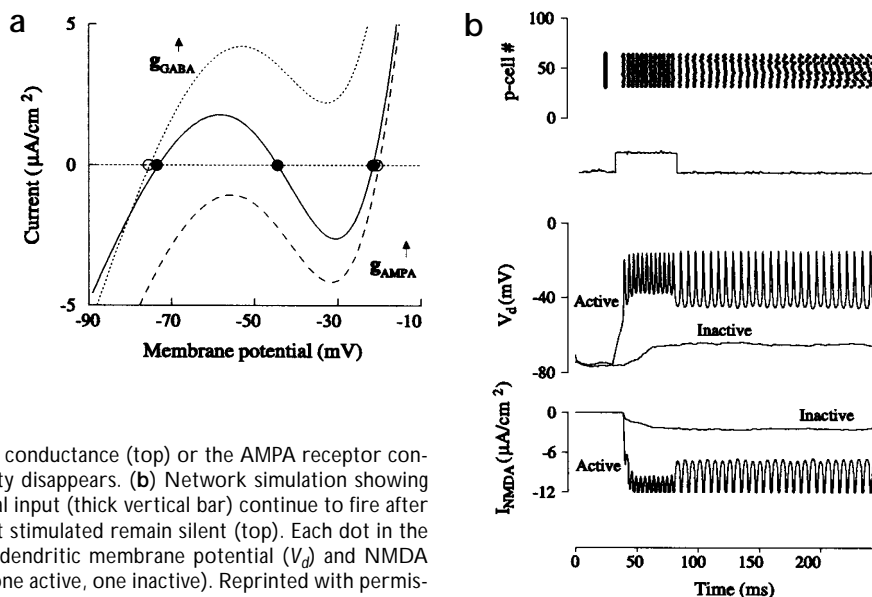 a
5
g_GABA
0
g_AMPA
-5
-90 -70 -50 -30 -10
Current (μA/cm²)
Membrane potential (mV)
conductance (top) or the AMPA receptor con-
ty disappears. (b) Network simulation showing
al input (thick vertical bar) continue to fire after
t stimulated remain silent (top). Each dot in the
dendritic membrane potential (Vd) and NMDA
one active, one inactive). Reprinted with permis-
b
100
50
0
p-cell #
0
-40
-80
Vd (mV)
Active
Inactive
0
-6
-12
I_NMDA (μA/cm²)
Inactive
Active
0 50 100 150 200
Time (ms)